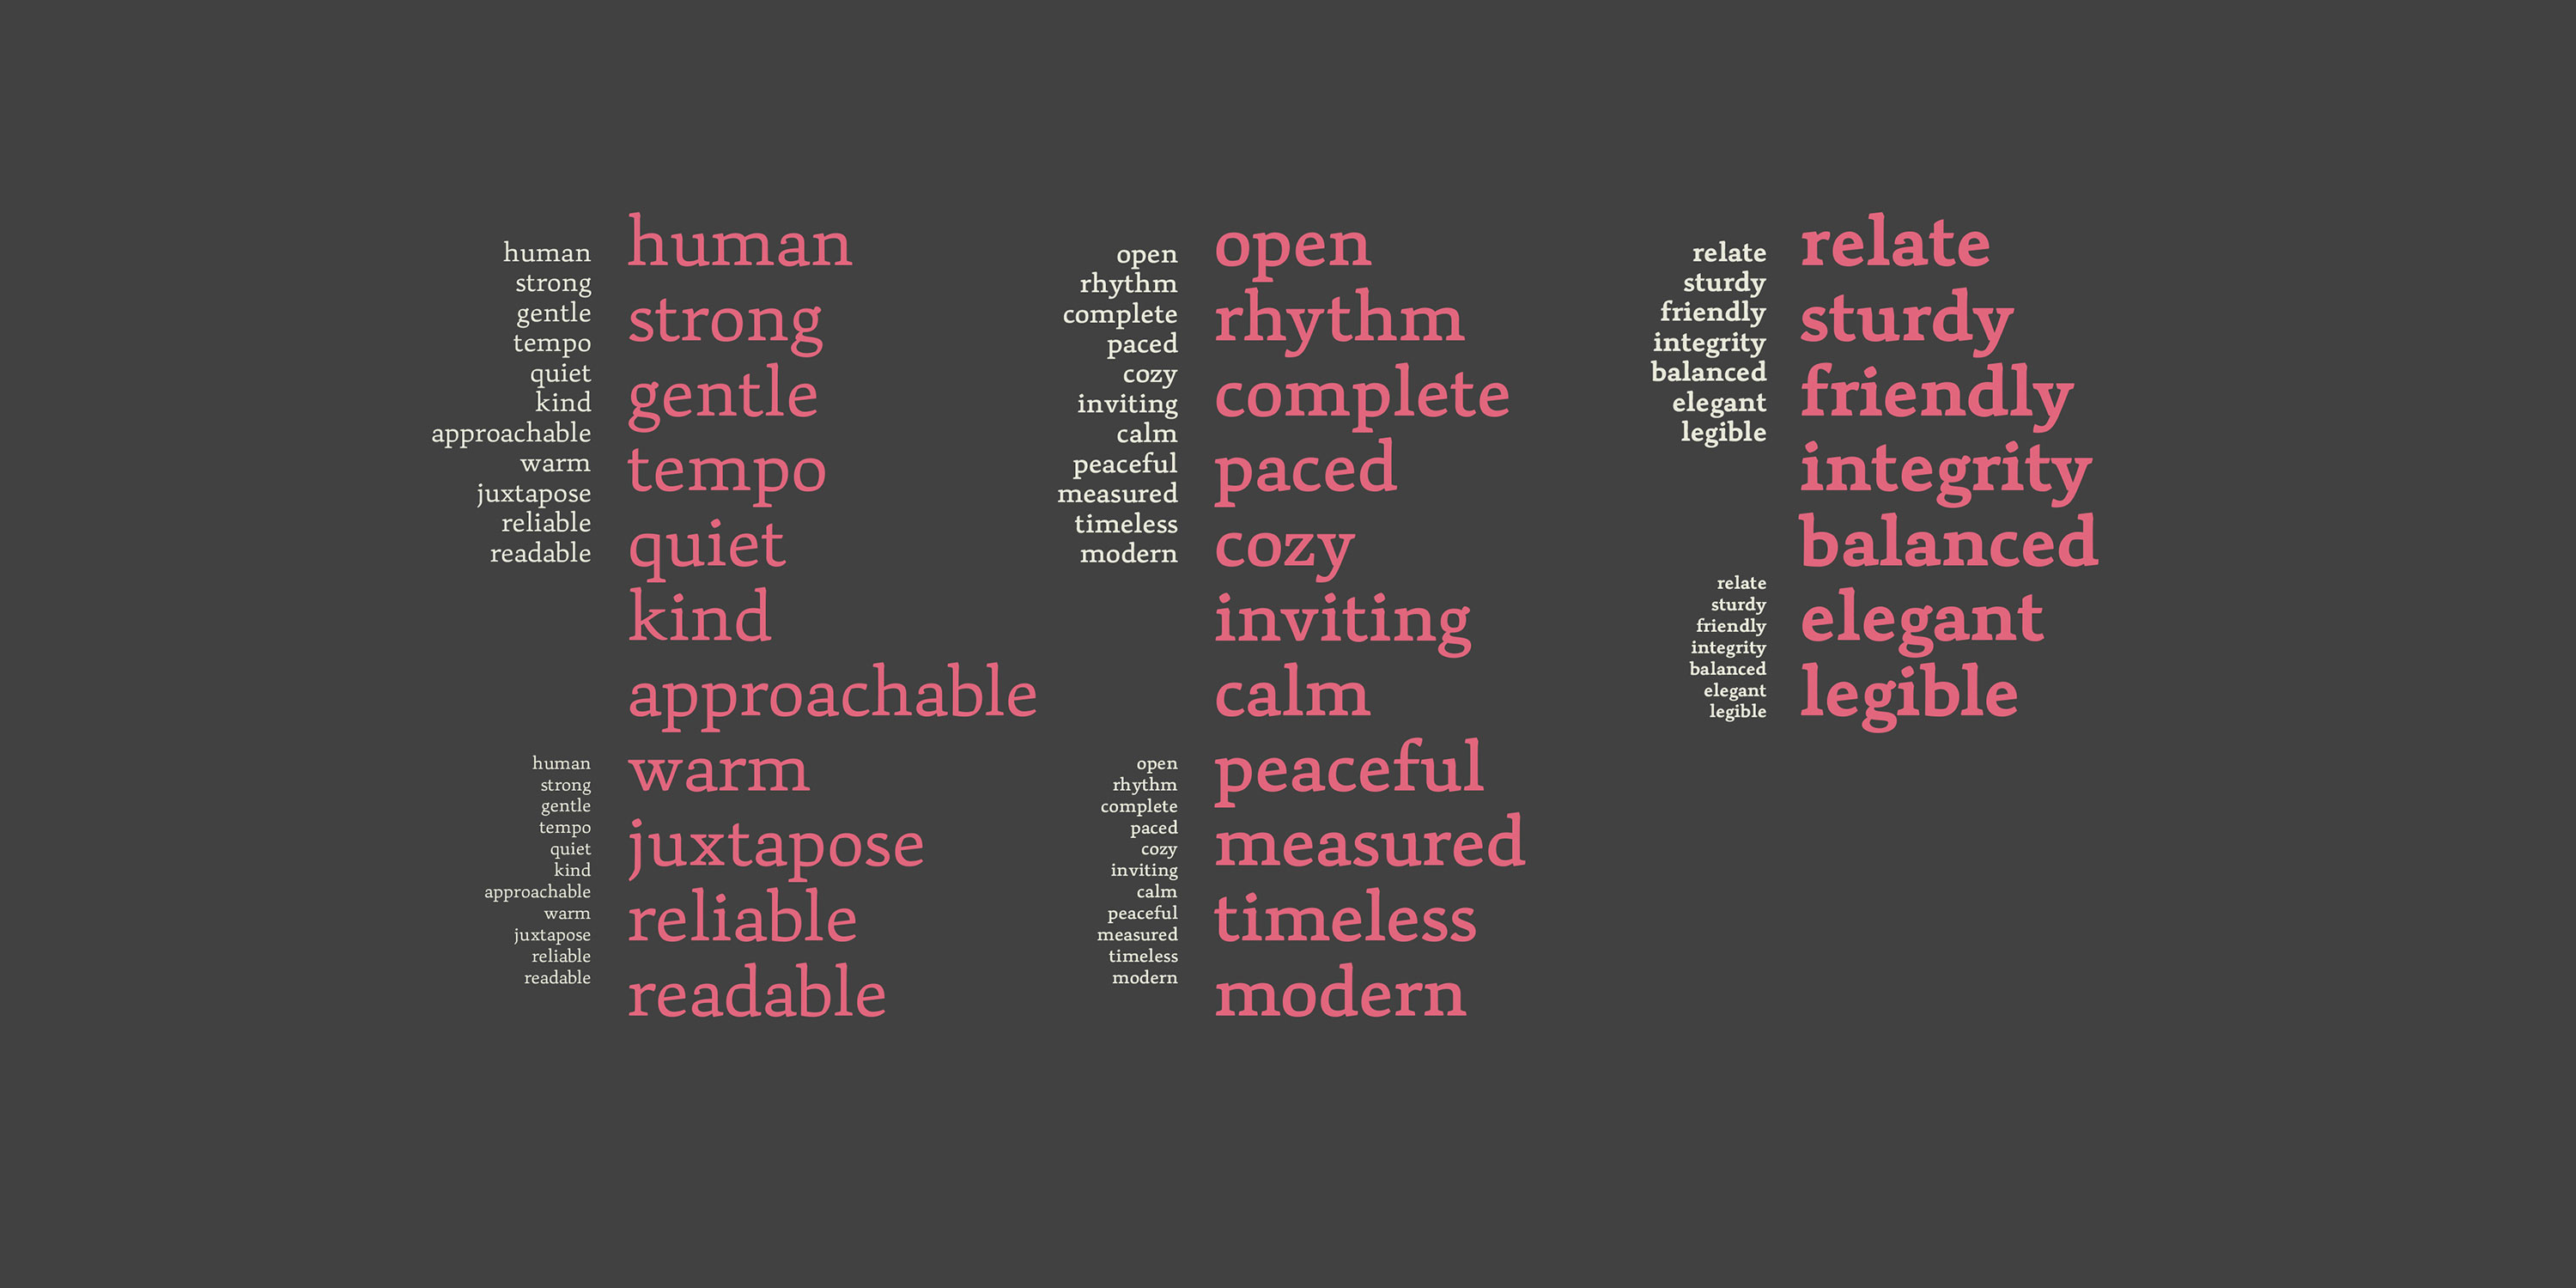 human
strong
gentle
tempo
quiet
kind
approachable
warm
juxtapose
reliable
readable
human
strong
gentle
tempo
quiet
kind
approachable
warm
juxtapose
reliable
readable
human
strong
gentle
tempo
quiet
kind
approachable
warm
juxtapose
reliable
readable
open
rhythm
complete
paced
cozy
inviting
calm
peaceful
measured
timeless
modern
open
rhythm
complete
paced
cozy
inviting
calm
peaceful
measured
timeless
modern
open
rhythm
complete
paced
cozy
inviting
calm
peaceful
measured
timeless
modern
relate
sturdy
friendly
integrity
balanced
elegant
legible
relate
sturdy
friendly
integrity
balanced
elegant
legible
relate
sturdy
friendly
integrity
balanced
elegant
legible